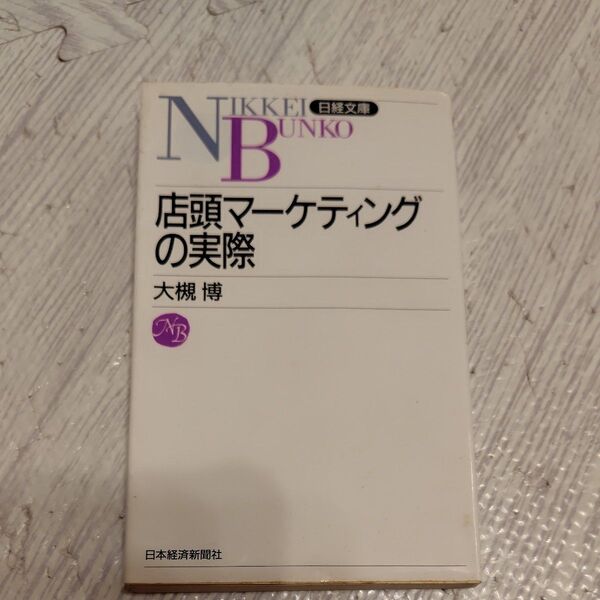 NIKKEI 日経文庫
BUNKO
店頭マーケティング
の実際
大槻 博
NB
日本経済新聞社